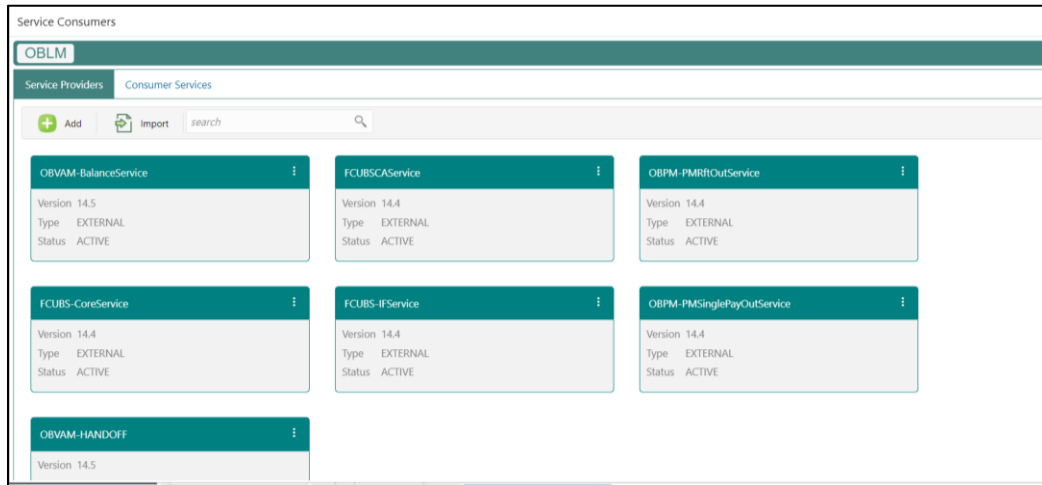 Service Consumers
OBLM
Service Providers Consumer Services
Add Import search
OBVAM-BalanceService FCUBSCAService OBPM-PMRftOutService
Version 14.5 Version 14.4 Version 14.4
Type EXTERNAL Type EXTERNAL Type EXTERNAL
Status ACTIVE Status ACTIVE Status ACTIVE
FCUBS-CoreService FCUBS-IFService OBPM-PMSinglePayOutService
Version 14.4 Version 14.4 Version 14.4
Type EXTERNAL Type EXTERNAL Type EXTERNAL
Status ACTIVE Status ACTIVE Status ACTIVE
OBVAM-HANDOFF
Version 14.5